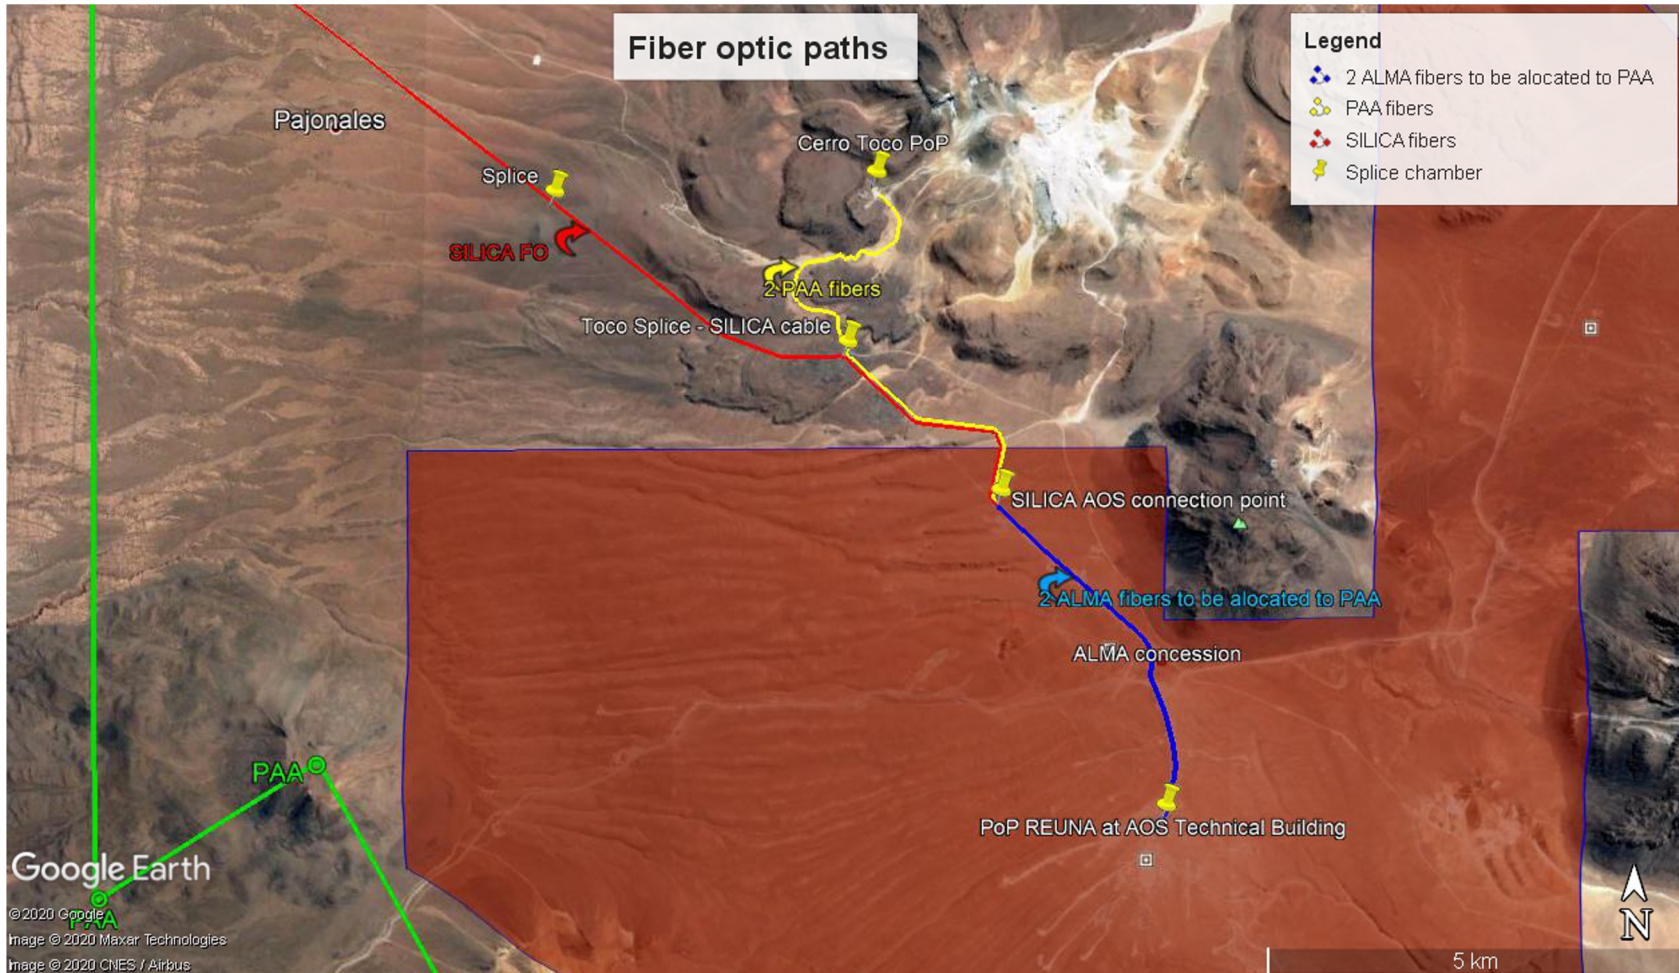 Fiber optic paths
Legend
2 ALMA fibers to be alocated to PAA
PAA fibers
SILICA fibers
Splice chamber
Pajonales
Cerro Toco PoP
Splice
SILICA FO
2 PAA fibers
Toco Splice - SILICA cable
SILICA AOS connection point
2 ALMA fibers to be alocated to PAA
ALMA concession
PAA
PoP REUNA at AOS Technical Building
Google Earth
PAA
© 2020 Google
Image © 2020 Maxar Technologies
Image © 2020 CNES / Airbus
N
5 km